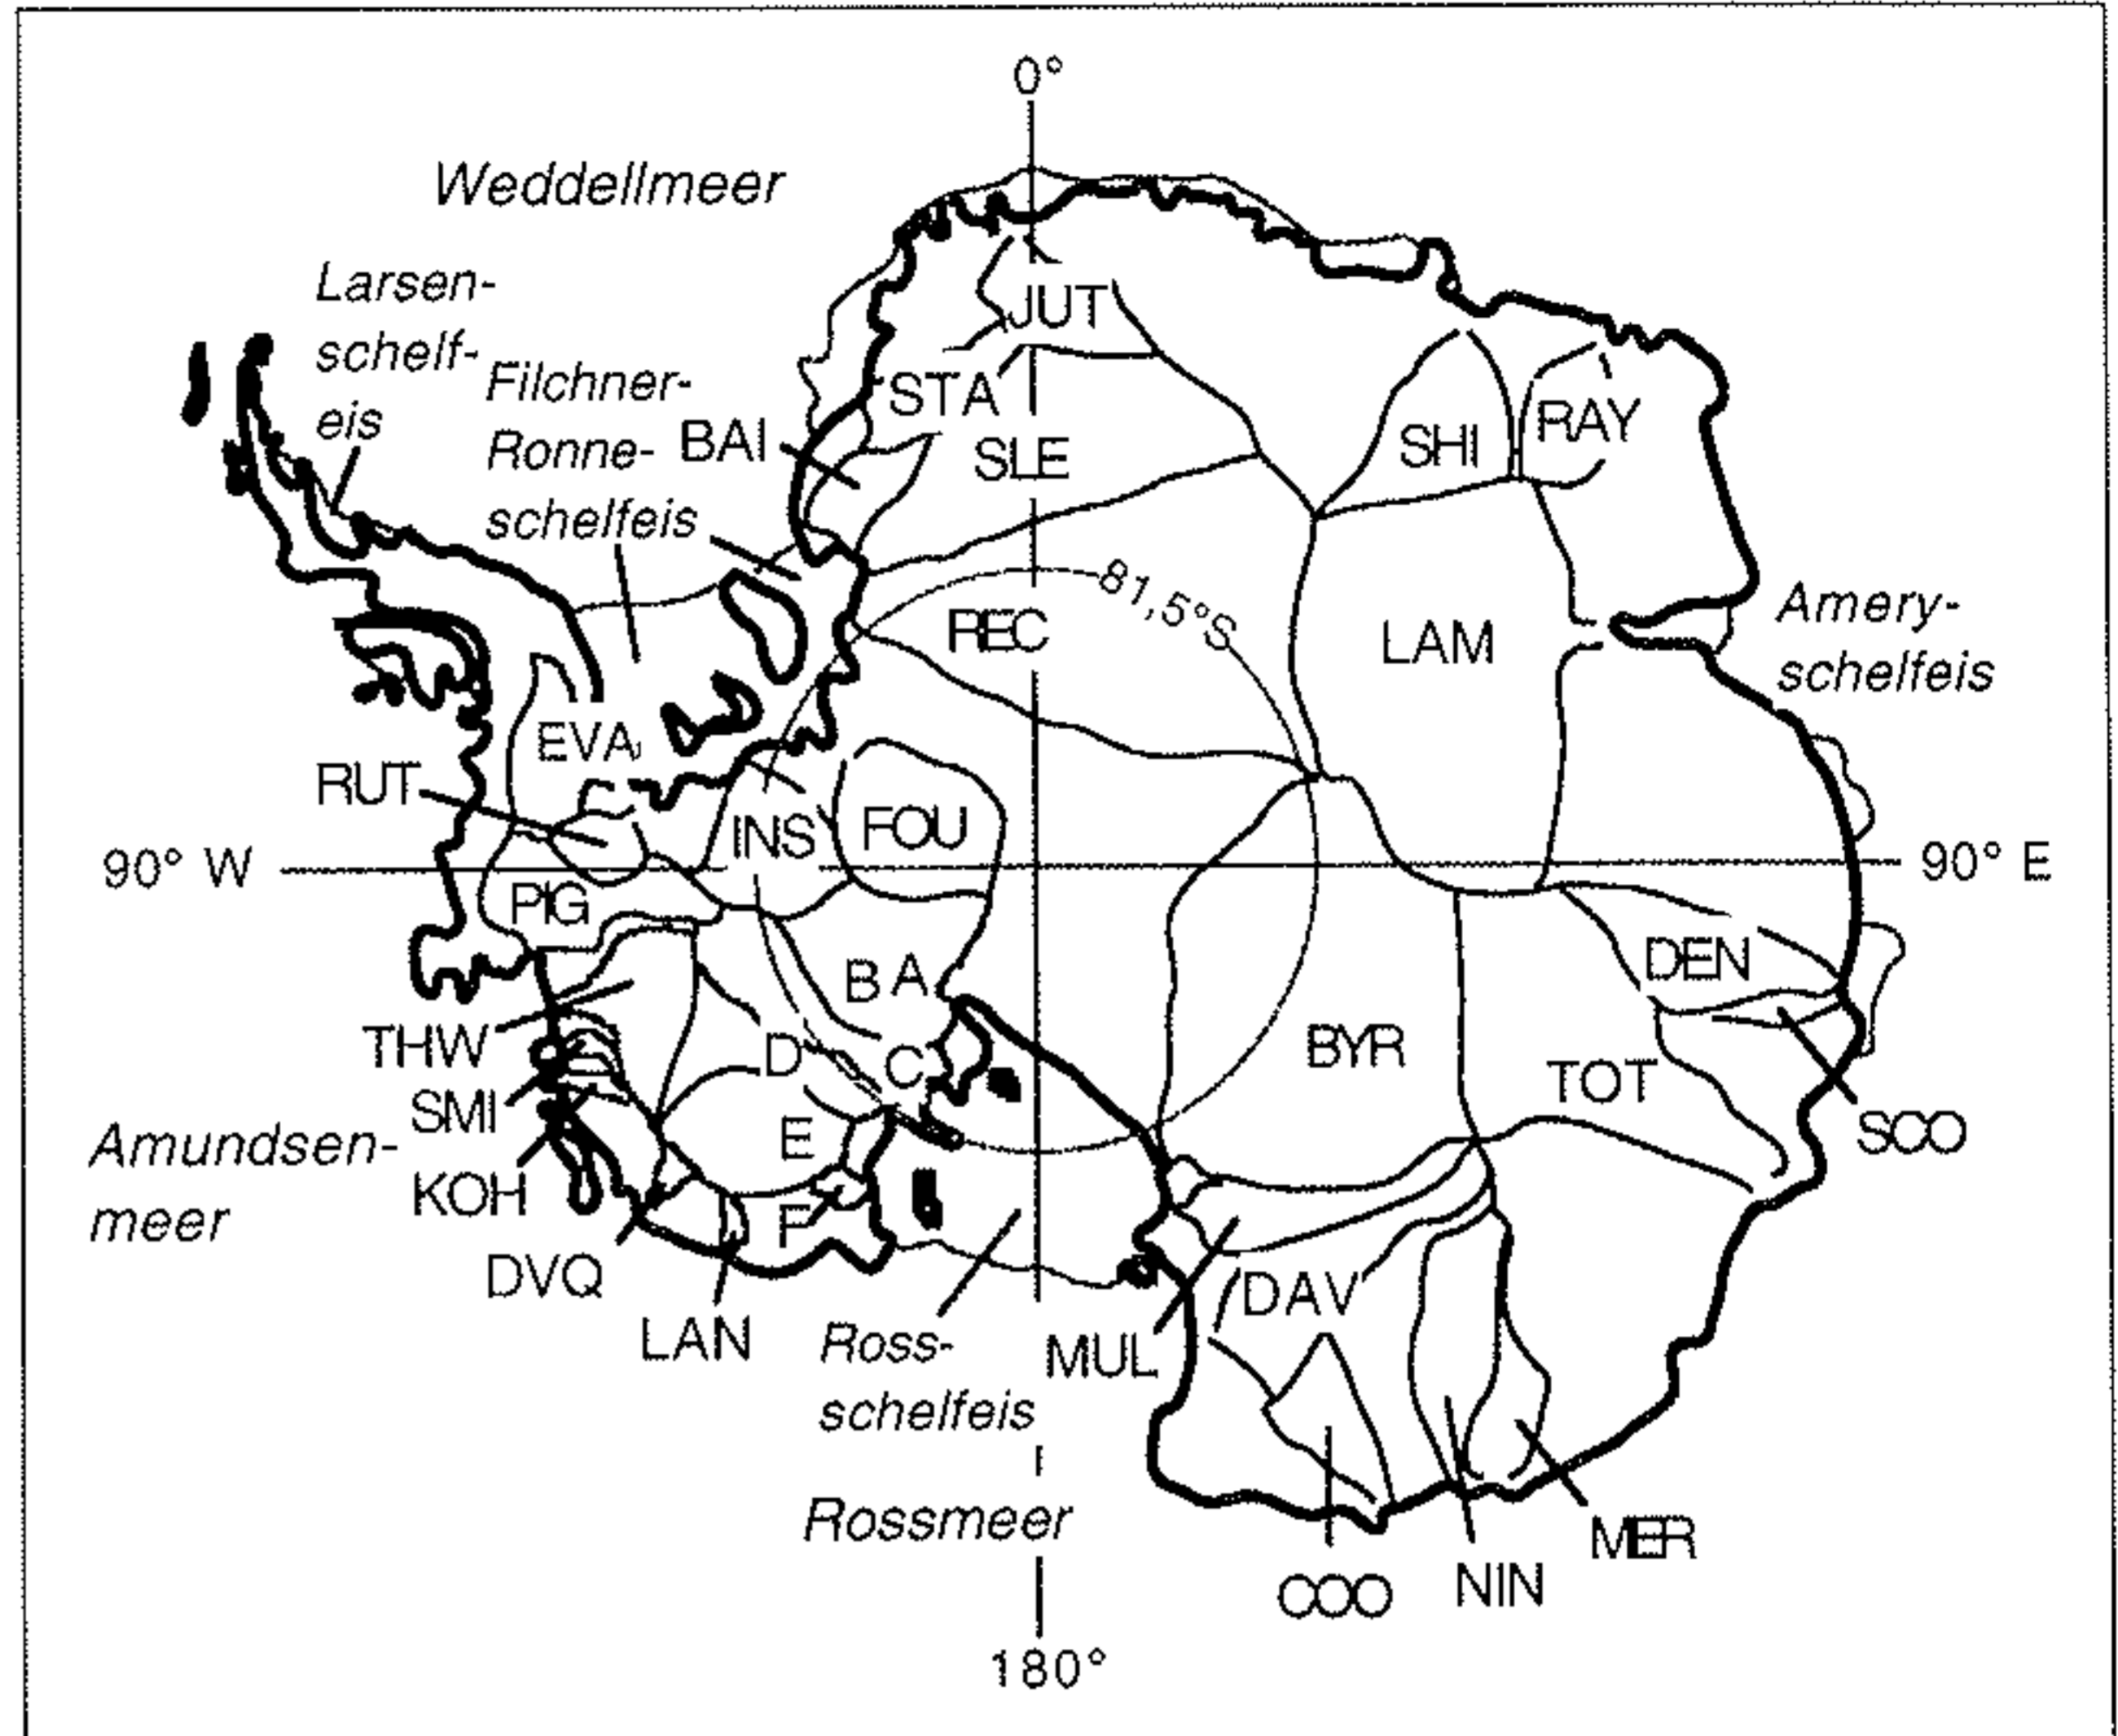 0°
Weddellmeer
Larsen-
schelf-
eis
Filchner-
Ronne-
schelfeis
BAI
JUT
STA
SLE
SHI
RAY
81,5°S
REC
LAM
Amery-
schelfeis
EVA
RUT
INS
FOU
90° W
90° E
PIG
DEN
B A
THW
D
C
BYR
TOT
SMI
SCO
Amundsen-
meer
E
KOH
F
DVQ
DAV
LAN
Ross-
schelfeis
MUL
Rossmeer
MER
COO
NIN
180°